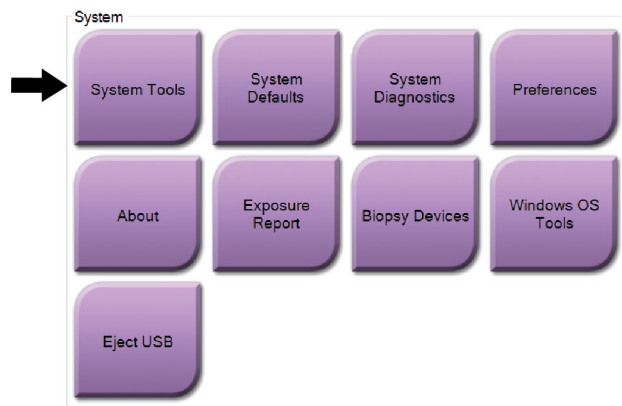 System
System Tools
System
Defaults
System
Diagnostics
Preferences
About
Exposure
Report
Biopsy Devices
Windows OS
Tools
Eject USB